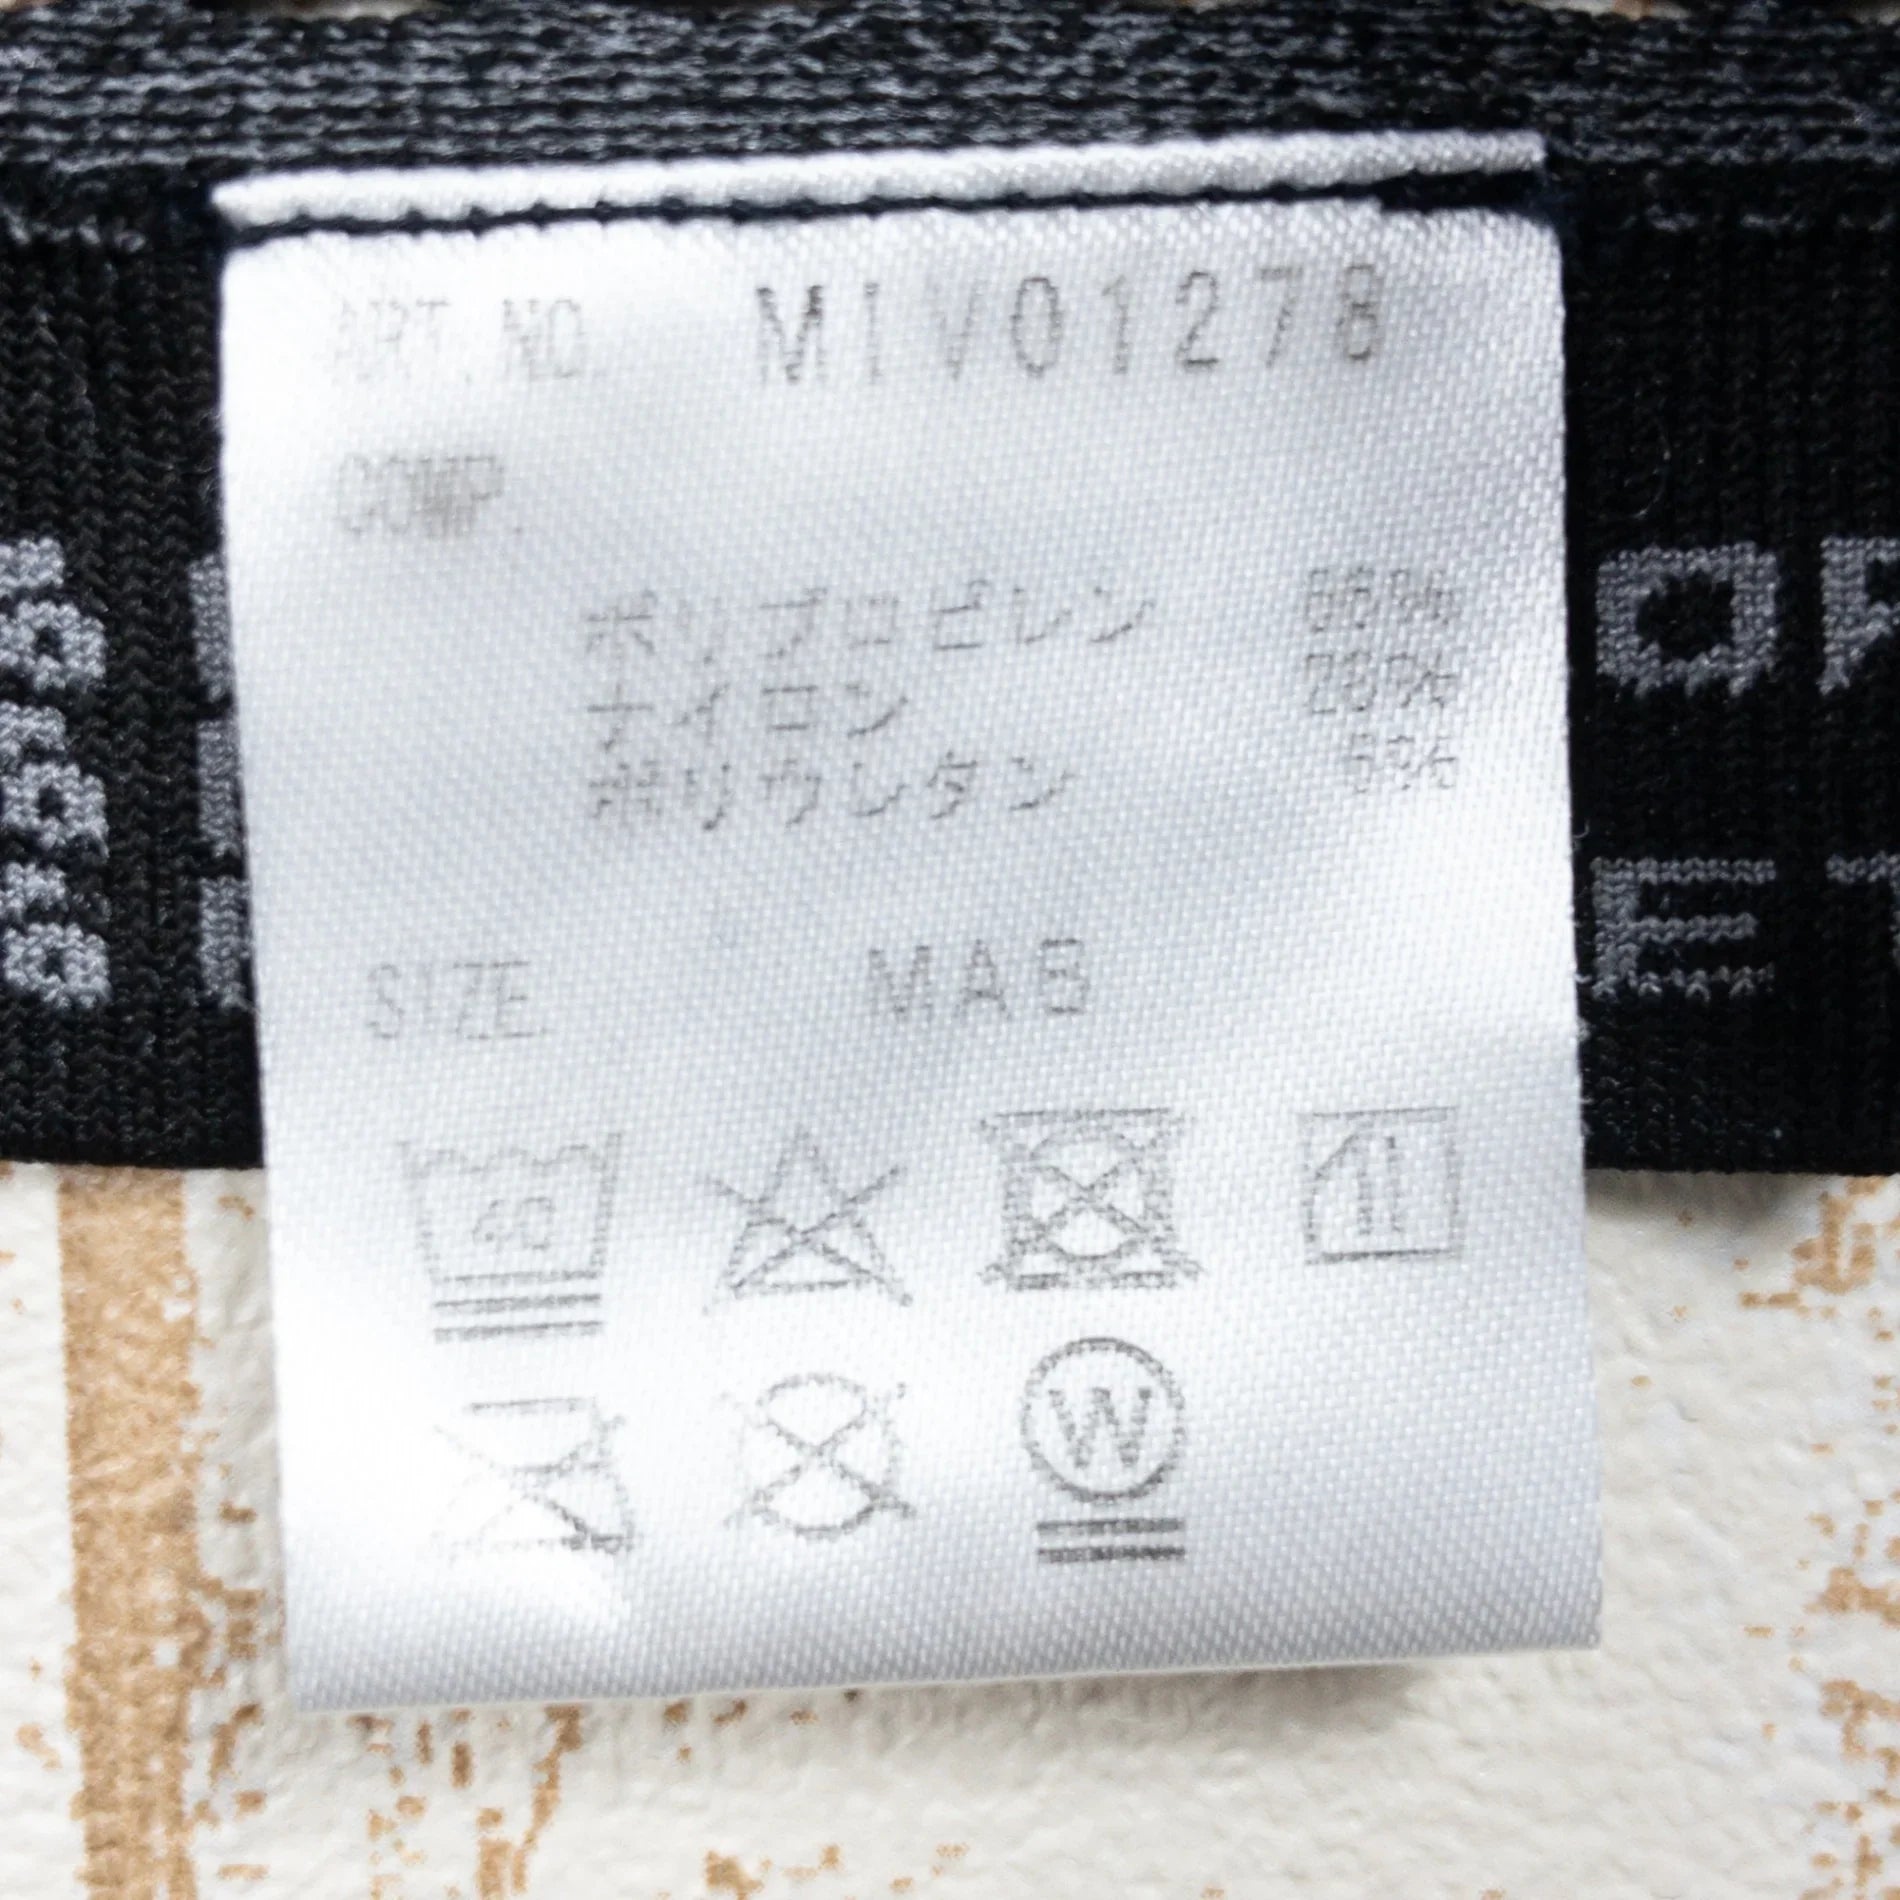 ART.NO MIV01278
COMP.
ポリプロピレン 66%
ナイロン 28%
ポリウレタン 6%
SIZE MAB
W